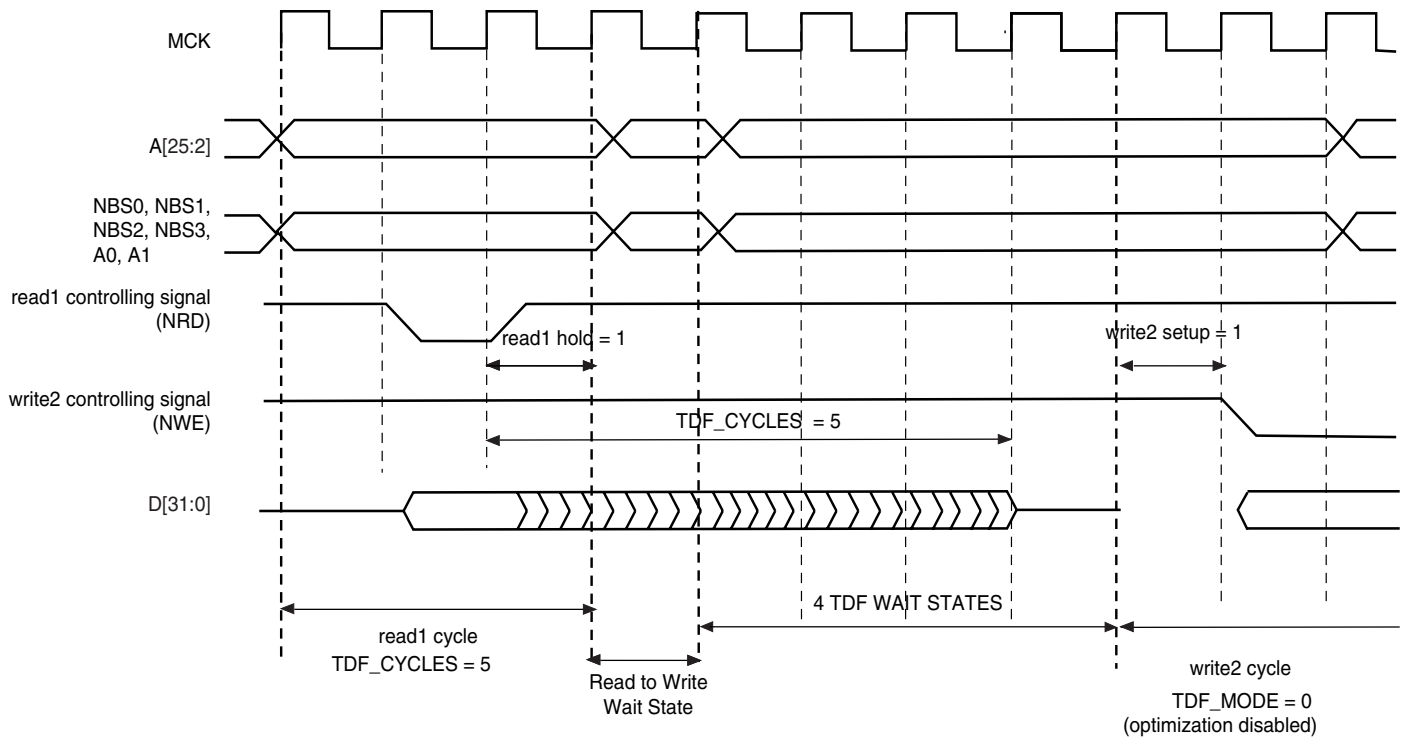 MCK
A[25:2]
NBS0, NBS1,
NBS2, NBS3,
A0, A1
read1 controlling signal
(NRD)
read1 hold = 1
write2 setup = 1
write2 controlling signal
(NWE)
TDF_CYCLES = 5
D[31:0]
4 TDF WAIT STATES
read1 cycle
TDF_CYCLES = 5
Read to Write
Wait State
write2 cycle
TDF_MODE = 0
(optimization disabled)